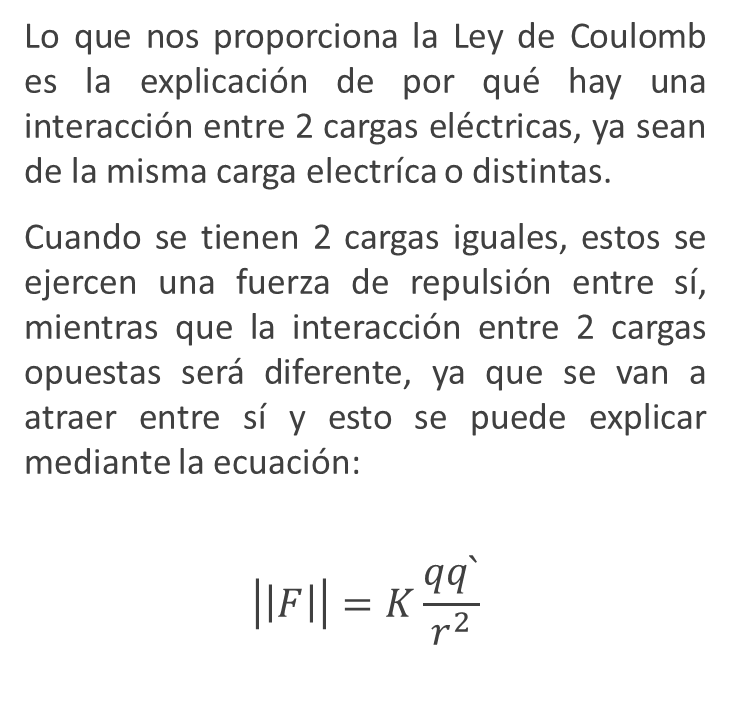 Lo que nos proporciona la Ley de Coulomb
es la explicación de por qué hay una
interacción entre 2 cargas eléctricas, ya sean
de la misma carga electríca o distintas.
Cuando se tienen 2 cargas iguales, estos se
ejercen una fuerza de repulsión entre sí,
mientras que la interacción entre 2 cargas
opuestas será diferente, ya que se van a
atraer entre sí y esto se puede explicar
mediante la ecuación:
||F|| = K qq` / r²